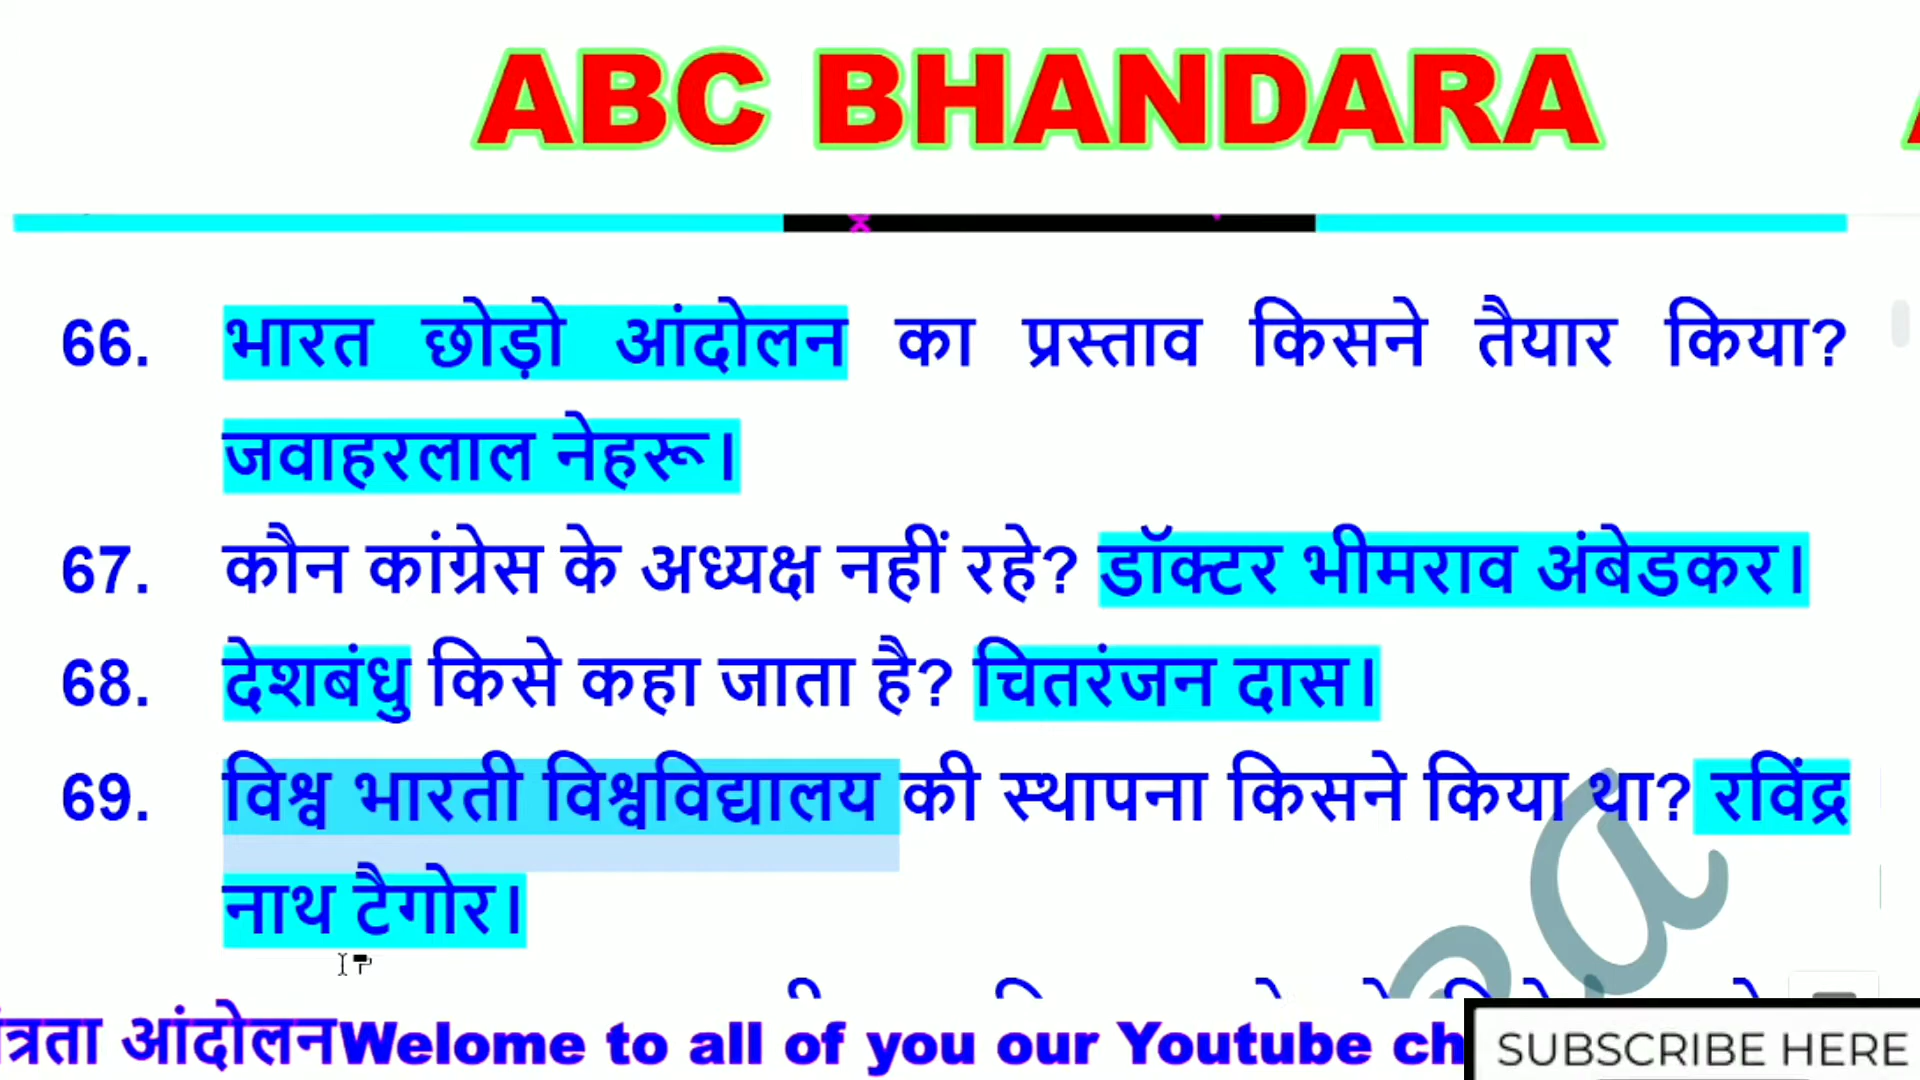 ABC BHANDARA
66. भारत छोड़ो आंदोलन का प्रस्ताव किसने तैयार किया?
जवाहरलाल नेहरू।
67. कौन कांग्रेस के अध्यक्ष नहीं रहे? डॉक्टर भीमराव अंबेडकर।
68. देशबंधु किसे कहा जाता है? चितरंजन दास।
69. विश्व भारती विश्वविद्यालय की स्थापना किसने किया था? रविंद्र
नाथ टैगोर।
आंदोलनWelome to all of you our Youtube ch
SUBSCRIBE HERE